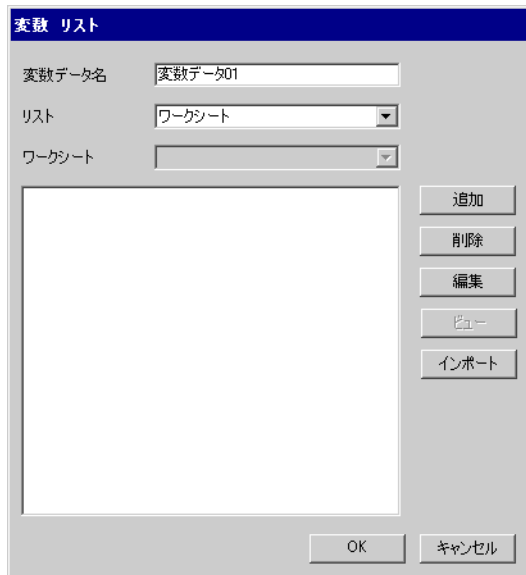 変数 リスト
変数データ名 変数データ01
リスト ワークシート
ワークシート
追加
削除
編集
ビュー
インポート
OK キャンセル